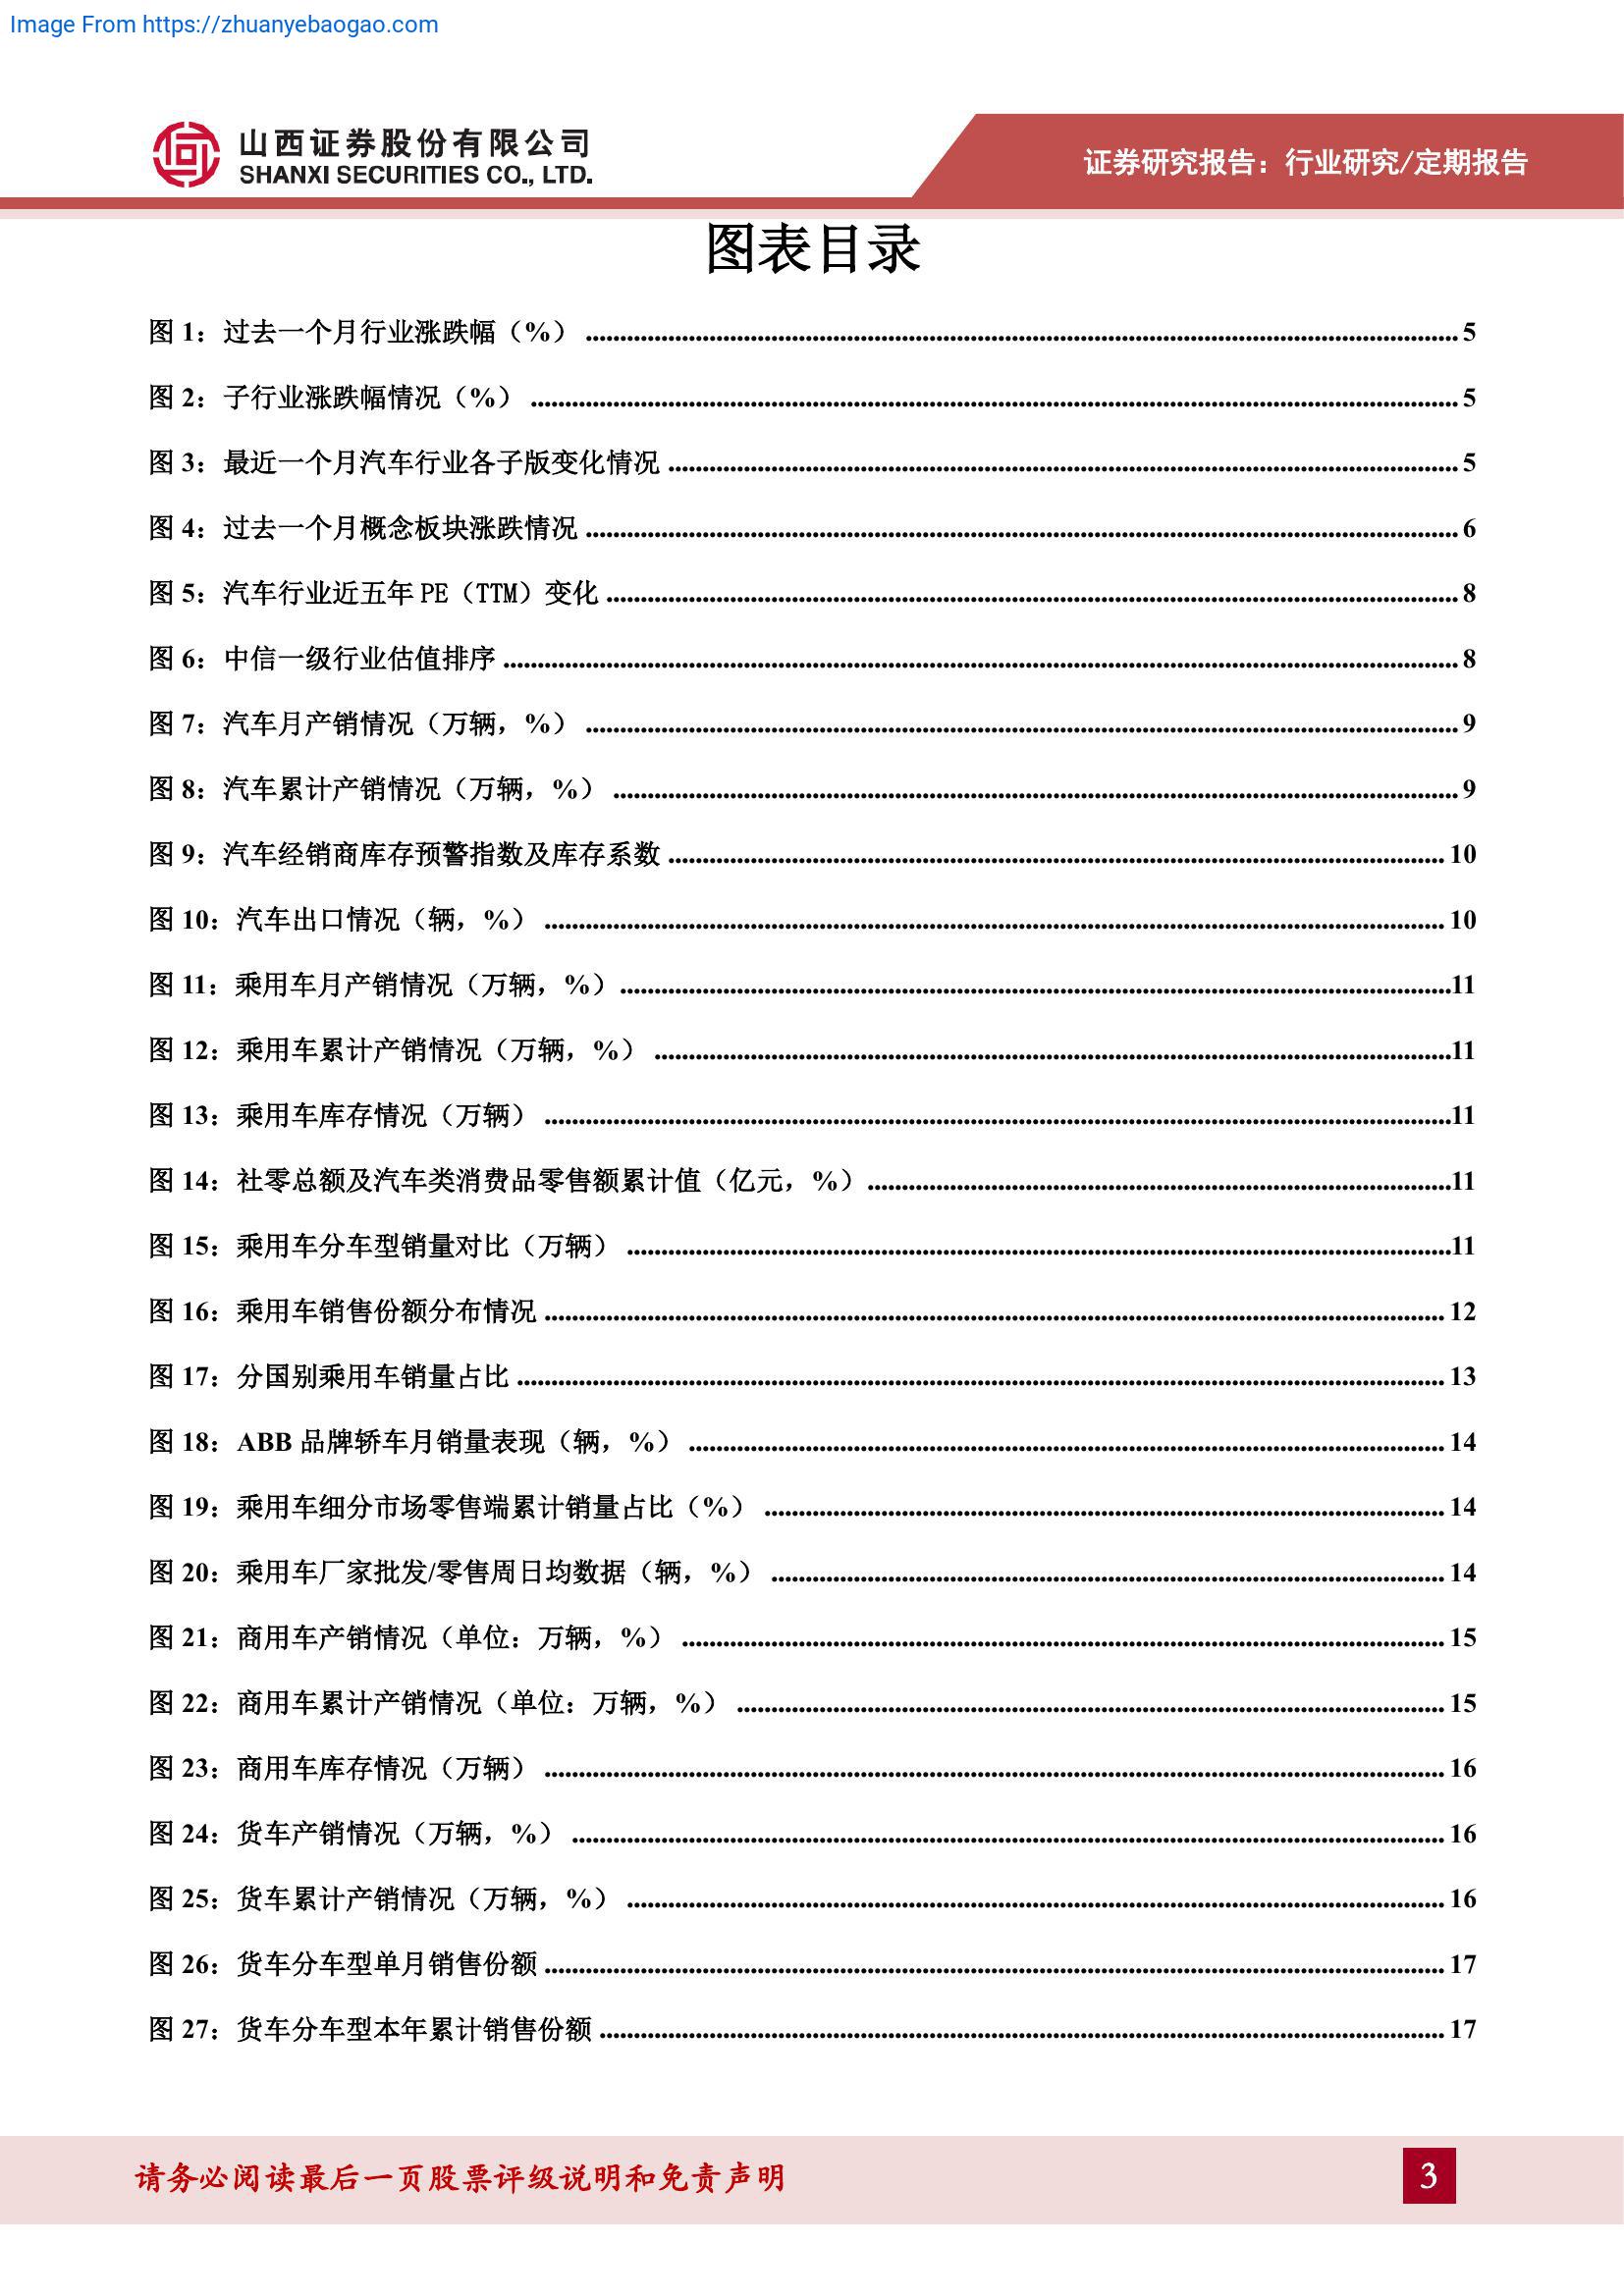 Image From https://zhuanyebaogao.com
山西证券股份有限公司
SHANXI SECURITIES CO., LTD.
证券研究报告：行业研究/定期报告
图表目录
图 1：过去一个月行业涨跌幅（%） 5
图 2：子行业涨跌幅情况（%） 5
图 3：最近一个月汽车行业各子版变化情况 5
图 4：过去一个月概念板块涨跌情况 6
图 5：汽车行业近五年 PE（TTM）变化 8
图 6：中信一级行业估值排序 8
图 7：汽车月产销情况（万辆，%） 9
图 8：汽车累计产销情况（万辆，%） 9
图 9：汽车经销商库存预警指数及库存系数 10
图 10：汽车出口情况（辆，%） 10
图 11：乘用车月产销情况（万辆，%） 11
图 12：乘用车累计产销情况（万辆，%） 11
图 13：乘用车库存情况（万辆） 11
图 14：社零总额及汽车类消费品零售额累计值（亿元，%） 11
图 15：乘用车分车型销量对比（万辆） 11
图 16：乘用车销售份额分布情况 12
图 17：分国别乘用车销量占比 13
图 18：ABB 品牌轿车月销量表现（辆，%） 14
图 19：乘用车细分市场零售端累计销量占比（%） 14
图 20：乘用车厂家批发/零售周日均数据（辆，%） 14
图 21：商用车产销情况（单位：万辆，%） 15
图 22：商用车累计产销情况（单位：万辆，%） 15
图 23：商用车库存情况（万辆） 16
图 24：货车产销情况（万辆，%） 16
图 25：货车累计产销情况（万辆，%） 16
图 26：货车分车型单月销售份额 17
图 27：货车分车型本年累计销售份额 17
请务必阅读最后一页股票评级说明和免责声明
3